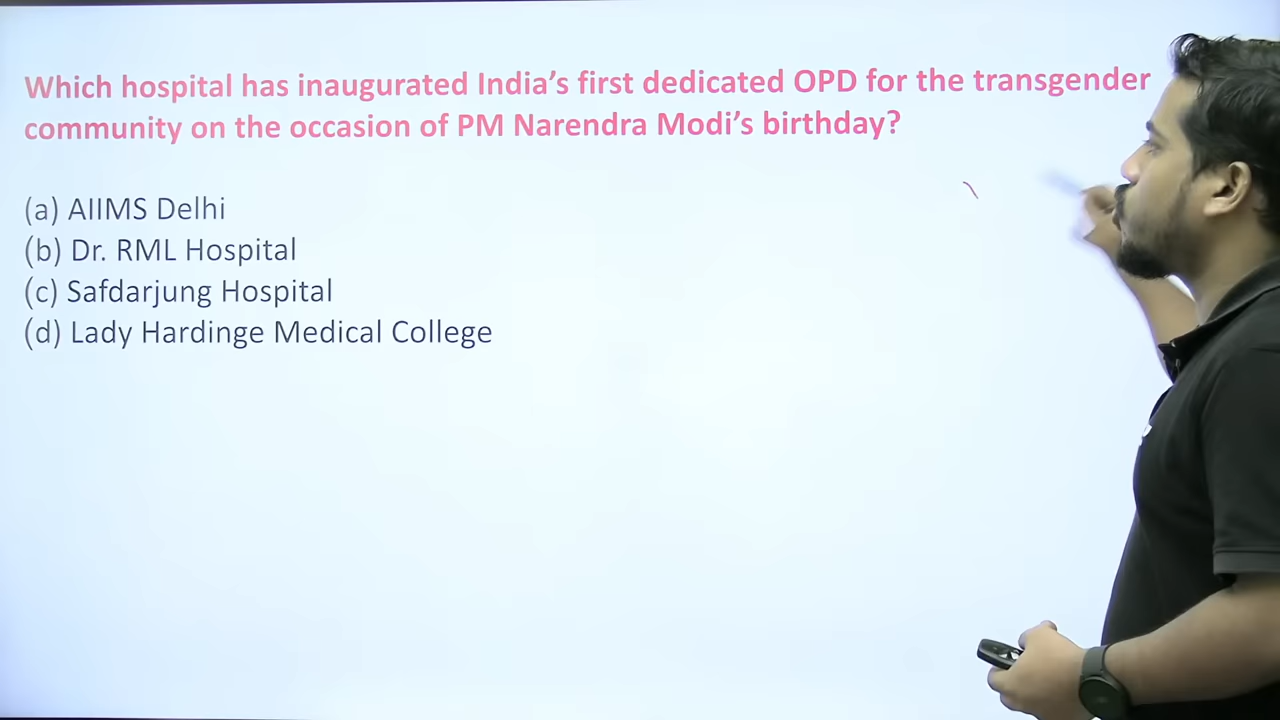 Which hospital has inaugurated India’s first dedicated OPD for the transgender
community on the occasion of PM Narendra Modi’s birthday?
(a) AIIMS Delhi
(b) Dr. RML Hospital
(c) Safdarjung Hospital
(d) Lady Hardinge Medical College